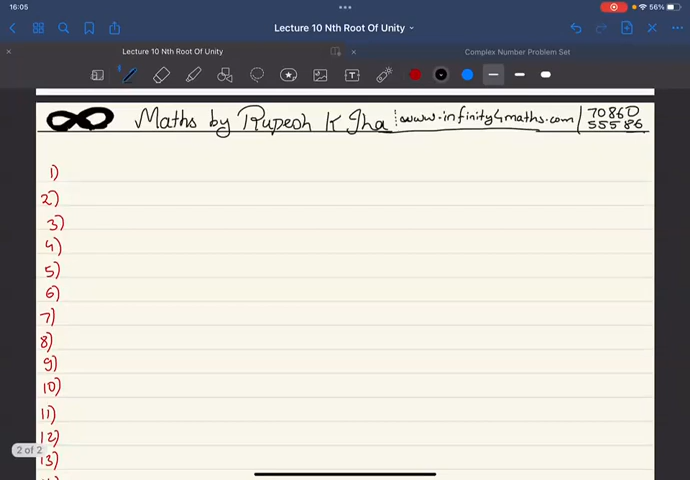 16:05
56%
Lecture 10 Nth Root Of Unity
Lecture 10 Nth Root Of Unity
Complex Number Problem Set
T
Maths by Rupesh K Jha www.infinity4maths.com 70860
55586
1)
2)
3)
4)
5)
6)
7)
8)
9)
10)
11)
12)
2 of 2
13)